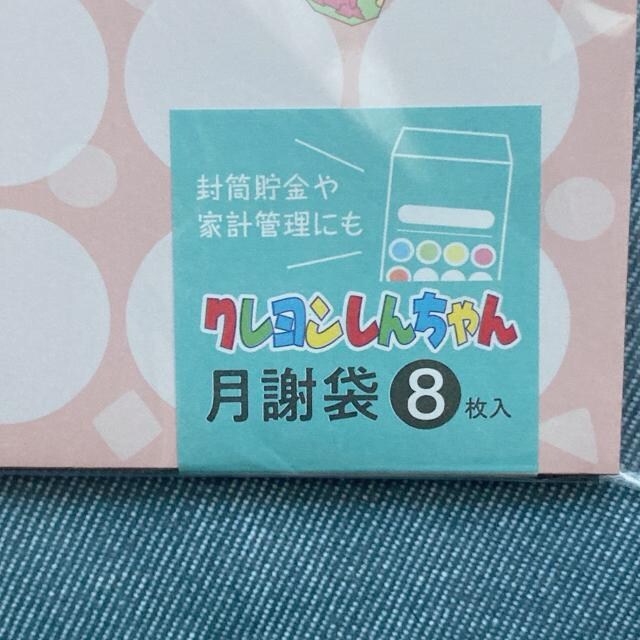 封筒貯金や
家計管理にも
クレヨンしんちゃん
月謝袋8枚入